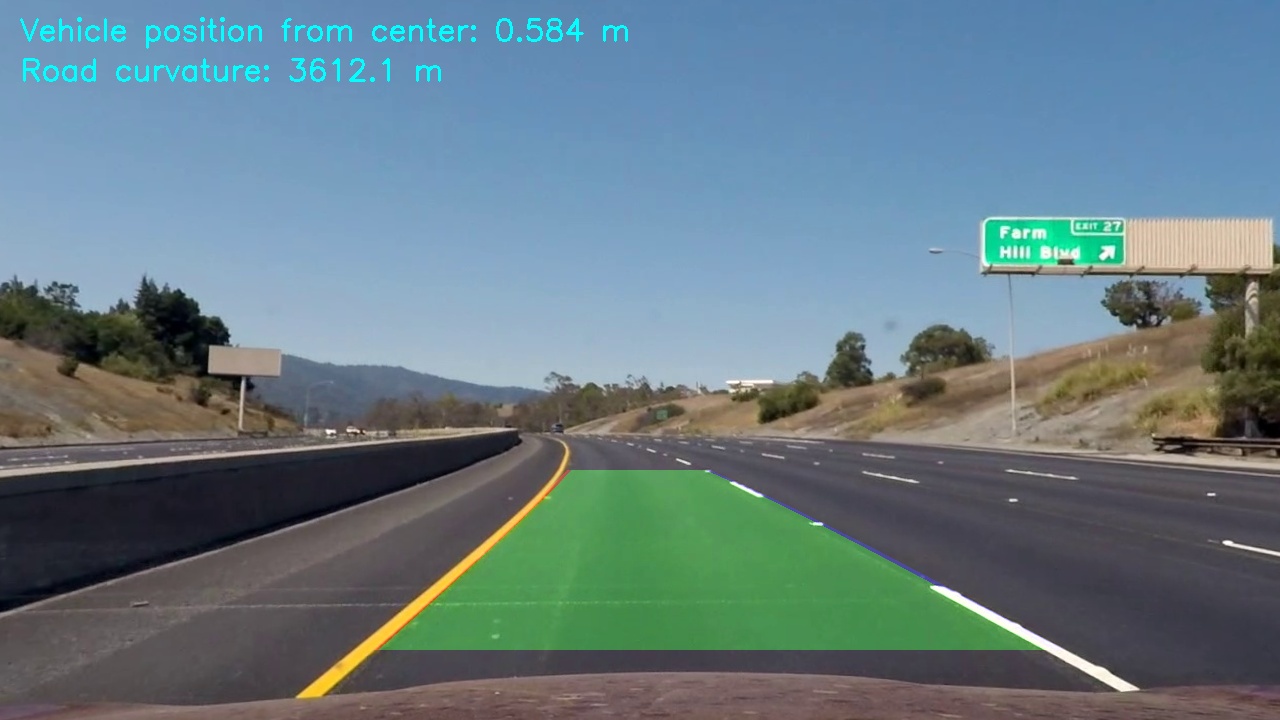 Vehicle position from center: 0.584 m
Road curvature: 3612.1 m
EXIT 27
Farm
Hill Blvd